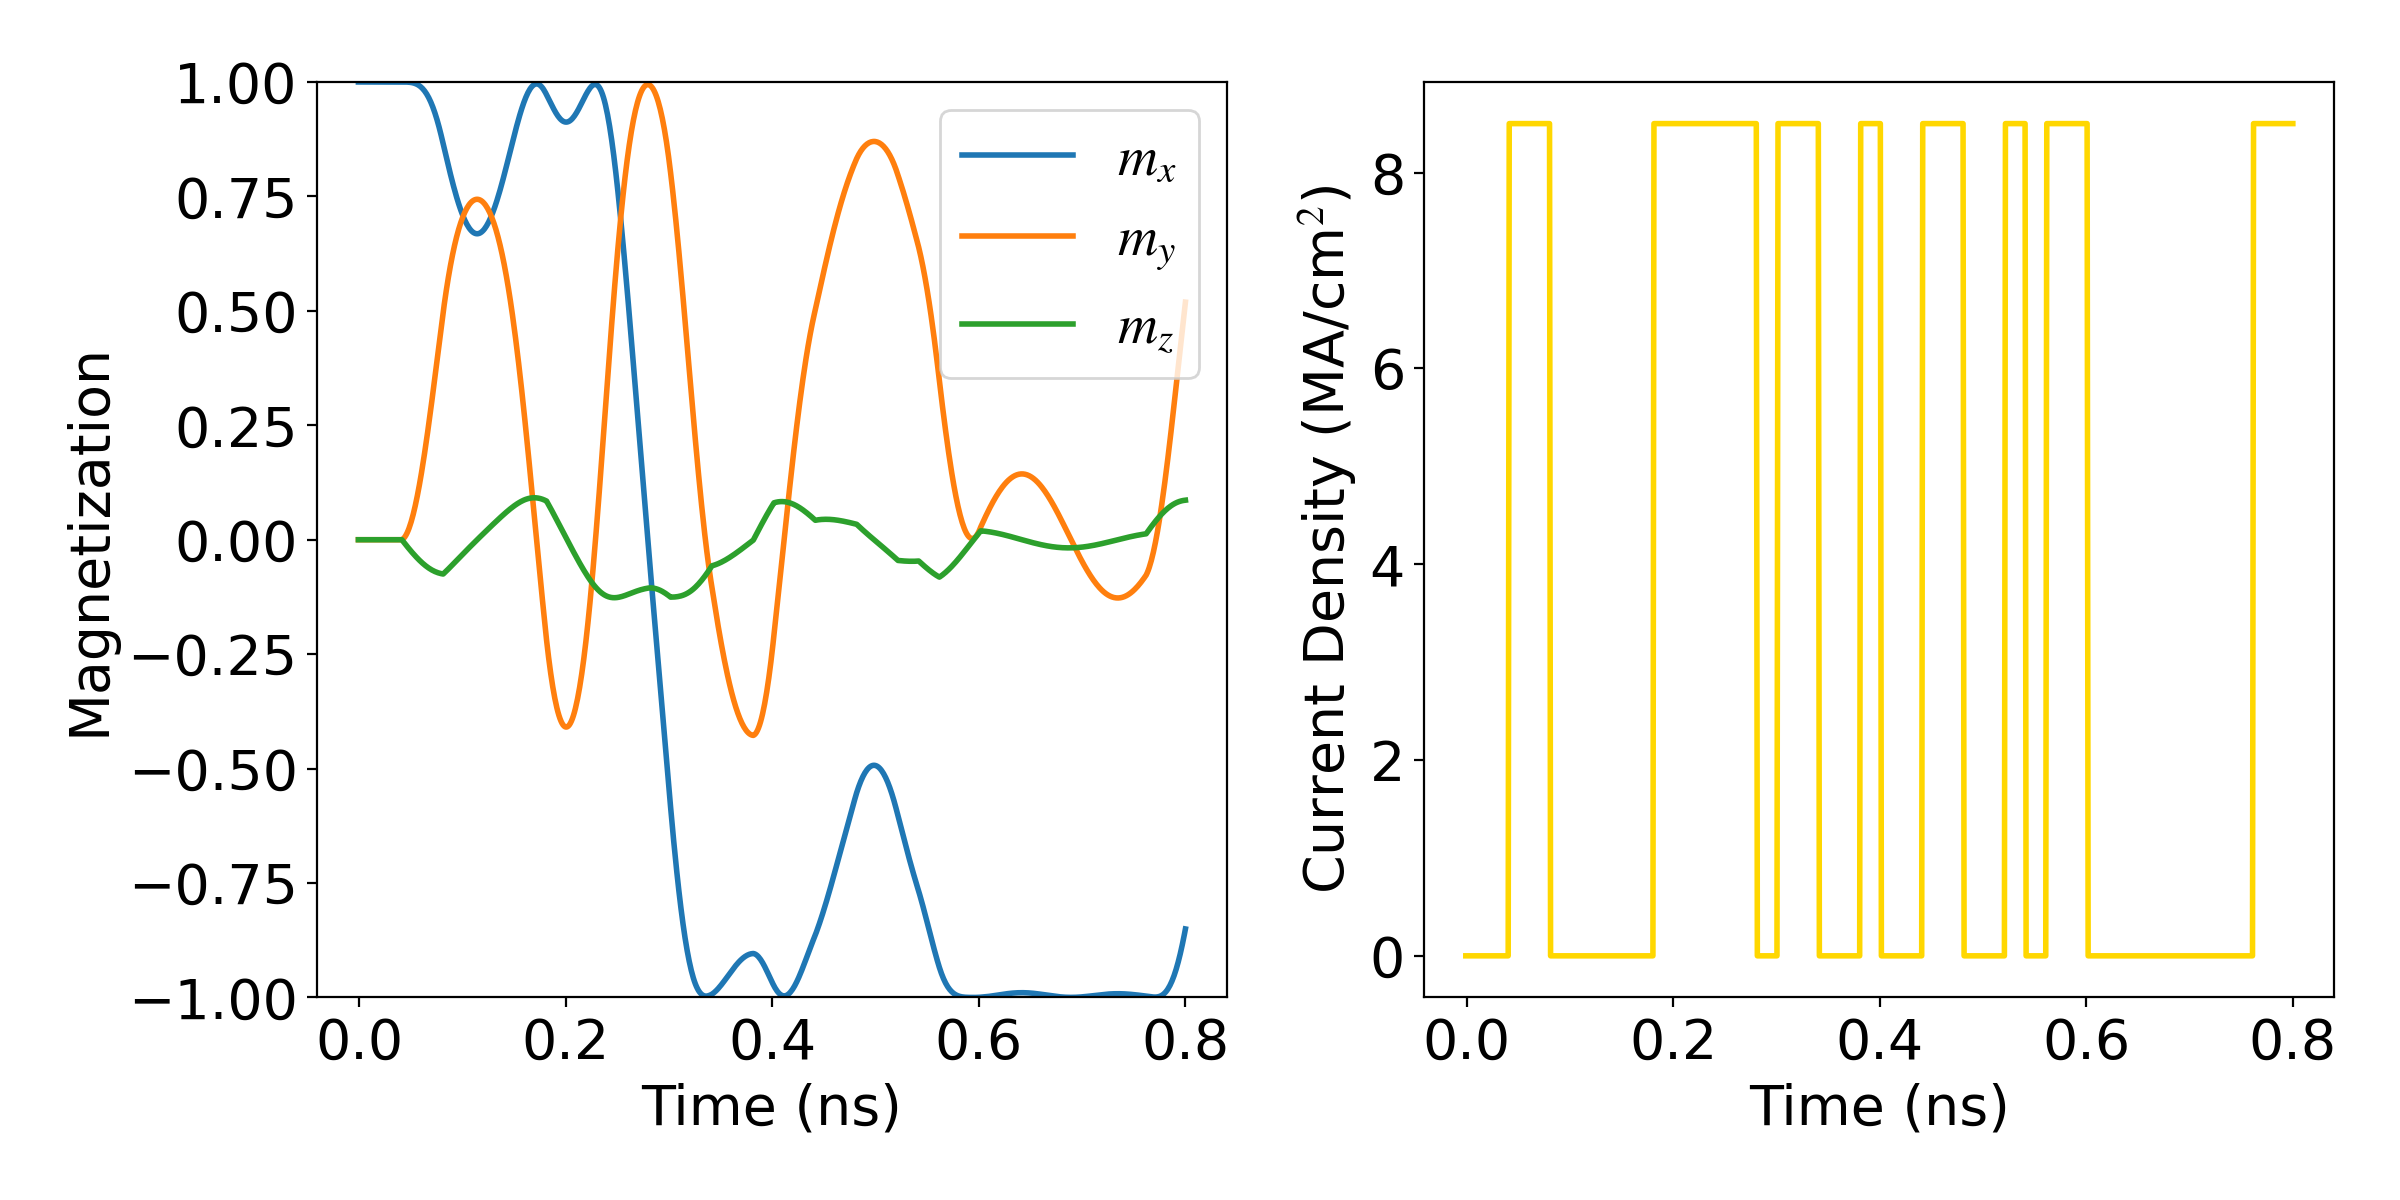 Magnetization
1.00
0.75
0.50
0.25
0.00
−0.25
−0.50
−0.75
−1.00
0.0 0.2 0.4 0.6 0.8
Time (ns)
mₓ
m_y
m_z
Current Density (MA/cm²)
8
6
4
2
0
0.0 0.2 0.4 0.6 0.8
Time (ns)